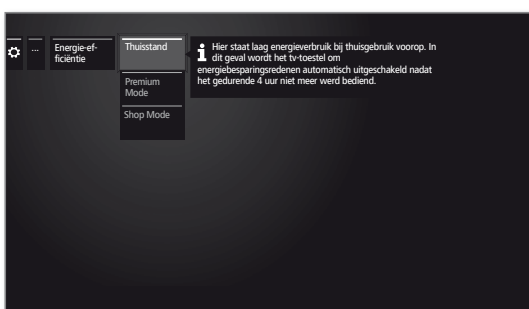 ...
Energie-ef-
ficiëntie
Thuisstand
Premium
Mode
Shop Mode
i Hier staat laag energieverbruik bij thuisgebruik voorop. In
dit geval wordt het tv-toestel om
energiebesparingsredenen automatisch uitgeschakeld nadat
het gedurende 4 uur niet meer werd bediend.